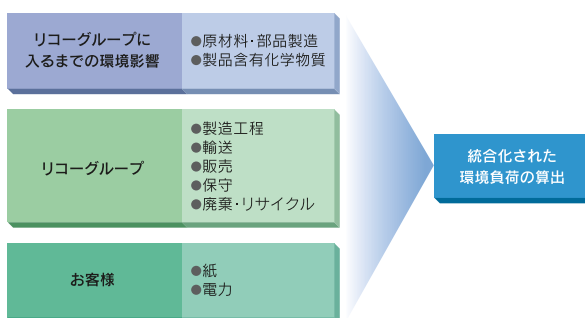 リコーグループに
入るまでの環境影響
●原材料・部品製造
●製品含有化学物質
リコーグループ
●製造工程
●輸送
●販売
●保守
●廃棄・リサイクル
お客様
●紙
●電力
統合化された
環境負荷の算出